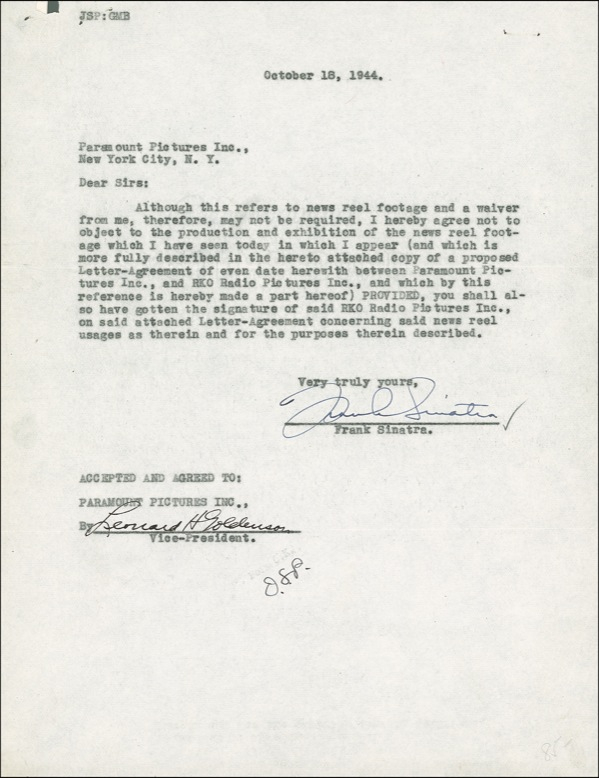 JSP:GMB
October 18, 1944.
Paramount Pictures Inc.,
New York City, N. Y.
Dear Sirs:
Although this refers to news reel footage and a waiver
from me, therefore, may not be required, I hereby agree not to
object to the production and exhibition of the news reel foot-
age which I have seen today in which I appear (and which is
more fully described in the hereto attached copy of a proposed
Letter-Agreement of even date herewith between Paramount Pic-
tures Inc., and RKO Radio Pictures Inc., and which by this
reference is hereby made a part hereof) PROVIDED, you shall al-
so have gotten the signature of said RKO Radio Pictures Inc.,
on said attached Letter-Agreement concerning said news reel
usages as therein and for the purposes therein described.
Very truly yours,
Frank Sinatra
Frank Sinatra.
ACCEPTED AND AGREED TO:
PARAMOUNT PICTURES INC.,
By Leonard H Goldenson
Vice-President.
J.S.P.
85-